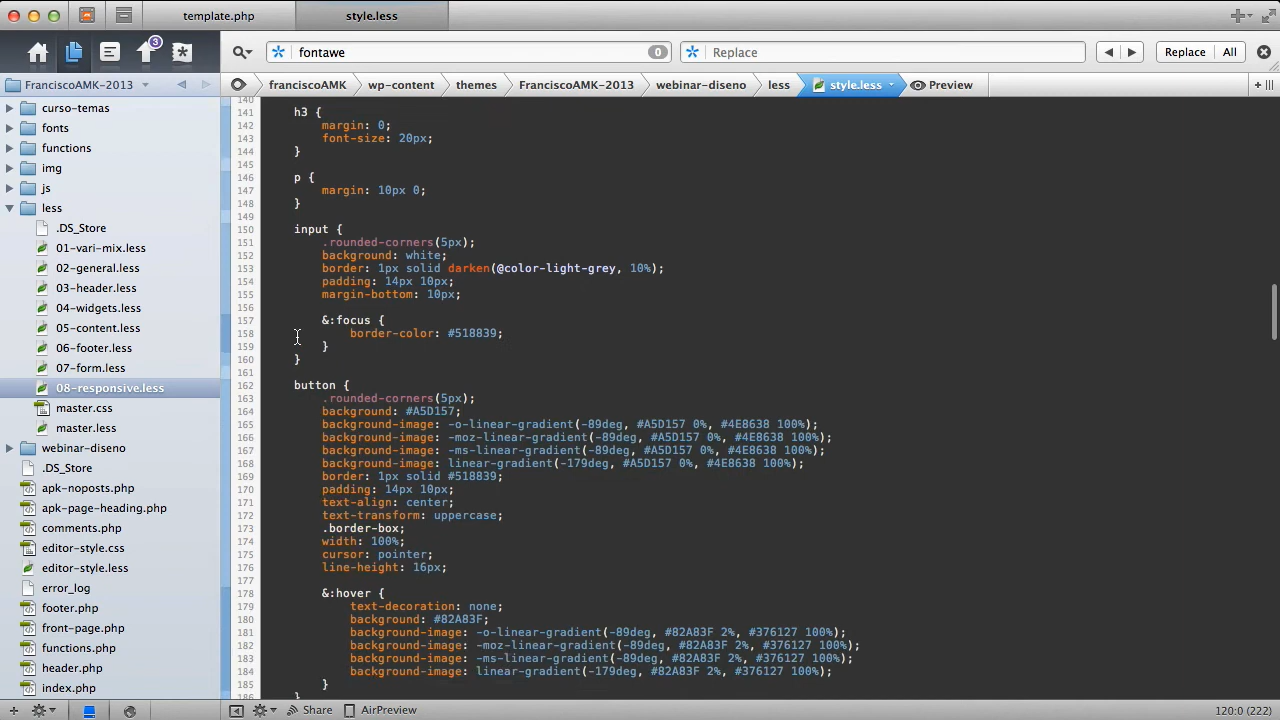 template.php
style.less
3
fontawe
0
Replace
Replace
All
FranciscoAMK-2013
franciscoAMK
wp-content
themes
FranciscoAMK-2013
webinar-diseno
less
style.less
Preview
curso-temas
fonts
functions
img
js
less
.DS_Store
01-vari-mix.less
02-general.less
03-header.less
04-widgets.less
05-content.less
06-footer.less
07-form.less
08-responsive.less
master.css
master.less
webinar-diseno
.DS_Store
apk-noposts.php
apk-page-heading.php
comments.php
editor-style.css
editor-style.less
error_log
footer.php
front-page.php
functions.php
header.php
index.php
140
141 h3 {
142 margin: 0;
143 font-size: 20px;
144 }
145
146 p {
147 margin: 10px 0;
148 }
149
150 input {
151 .rounded-corners(5px);
152 background: white;
153 border: 1px solid darken(@color-light-grey, 10%);
154 padding: 14px 10px;
155 margin-bottom: 10px;
156
157 &:focus {
158 border-color: #518839;
159 }
160 }
161
162 button {
163 .rounded-corners(5px);
164 background: #A5D157;
165 background-image: -o-linear-gradient(-89deg, #A5D157 0%, #4E8638 100%);
166 background-image: -moz-linear-gradient(-89deg, #A5D157 0%, #4E8638 100%);
167 background-image: -ms-linear-gradient(-89deg, #A5D157 0%, #4E8638 100%);
168 background-image: linear-gradient(-179deg, #A5D157 0%, #4E8638 100%);
169 border: 1px solid #518839;
170 padding: 14px 10px;
171 text-align: center;
172 text-transform: uppercase;
173 .border-box;
174 width: 100%;
175 cursor: pointer;
176 line-height: 16px;
177
178 &:hover {
179 text-decoration: none;
180 background: #82A83F;
181 background-image: -o-linear-gradient(-89deg, #82A83F 2%, #376127 100%);
182 background-image: -moz-linear-gradient(-89deg, #82A83F 2%, #376127 100%);
183 background-image: -ms-linear-gradient(-89deg, #82A83F 2%, #376127 100%);
184 background-image: linear-gradient(-179deg, #82A83F 2%, #376127 100%);
185 }
186 }
Share
AirPreview
120:0 (222)